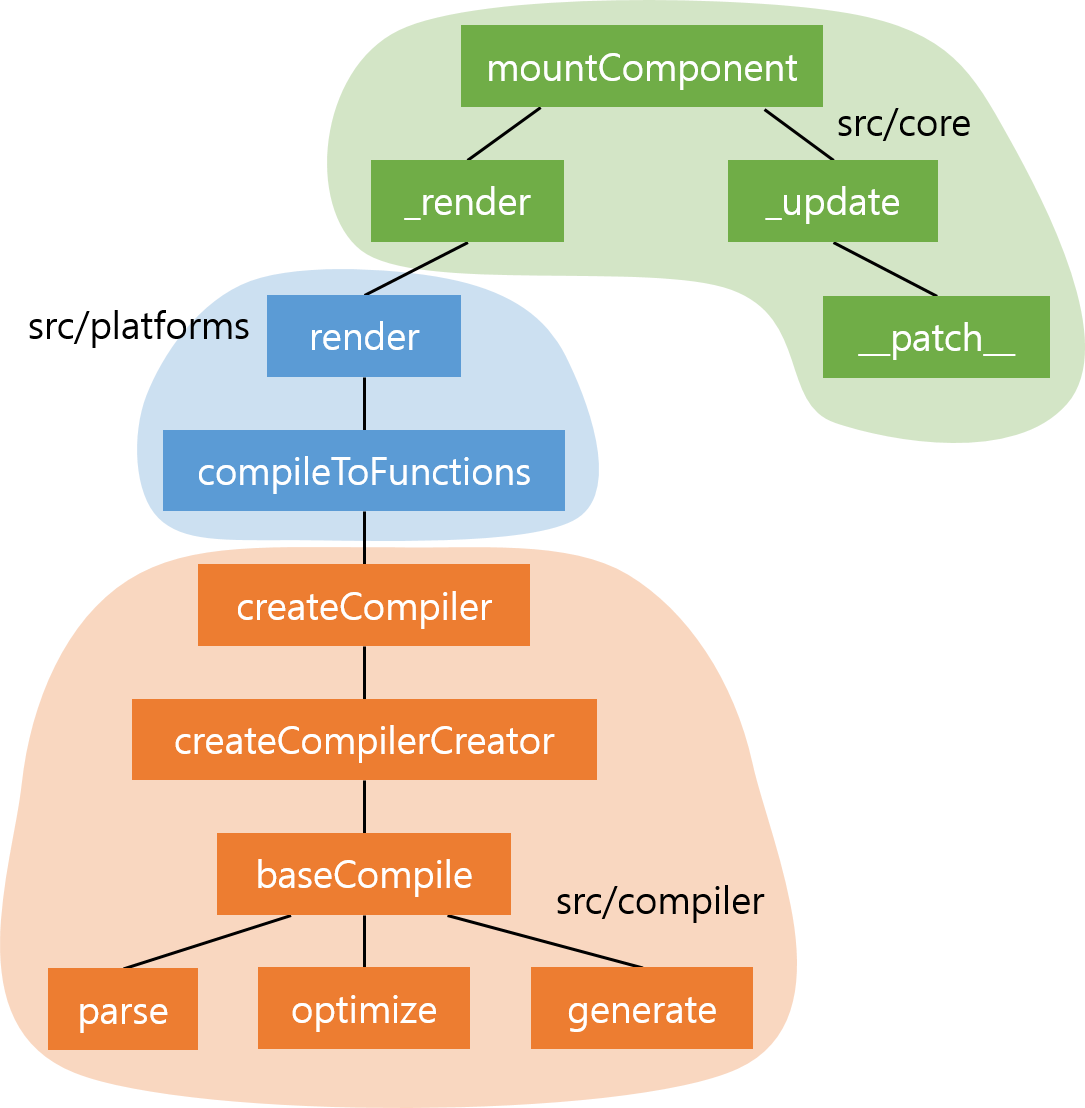 mountComponent
src/core
_render
_update
src/platforms
render
__patch__
compileToFunctions
createCompiler
createCompilerCreator
baseCompile
src/compiler
parse
optimize
generate